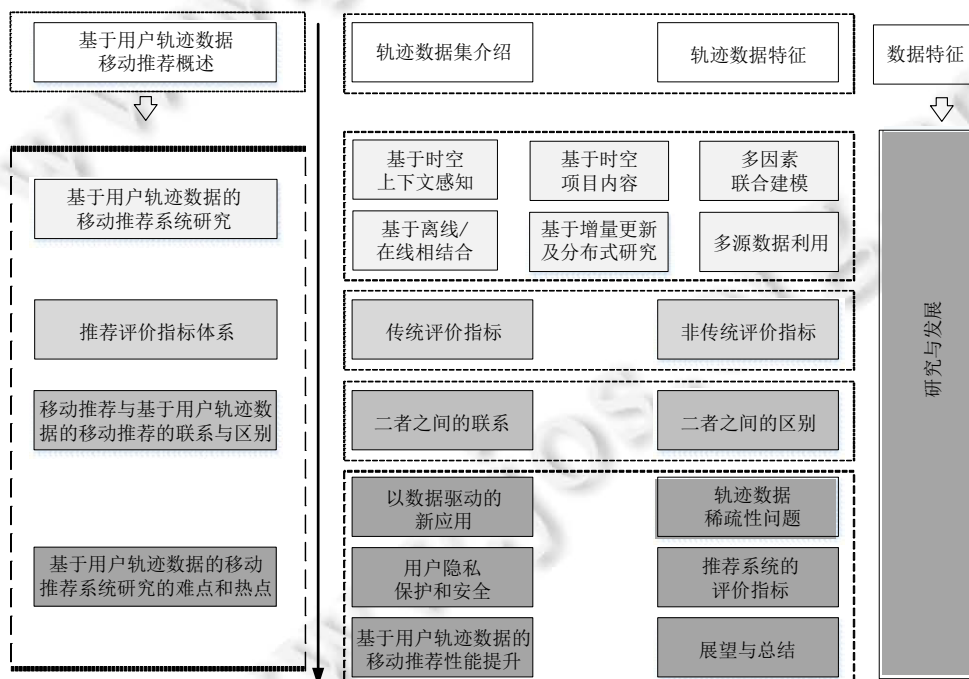 基于用户轨迹数据
移动推荐概述
轨迹数据集介绍
轨迹数据特征
数据特征
基于用户轨迹数据的
移动推荐系统研究
基于时空
上下文感知
基于时空
项目内容
多因素
联合建模
基于离线/
在线相结合
基于增量更新
及分布式研究
多源数据利用
推荐评价指标体系
传统评价指标
非传统评价指标
研究与发展
移动推荐与基于用户轨迹数
据的移动推荐的联系与区别
二者之间的联系
二者之间的区别
基于用户轨迹数据的移动
推荐系统研究的难点和热点
以数据驱动的
新应用
轨迹数据
稀疏性问题
用户隐私
保护和安全
推荐系统的
评价指标
基于用户轨迹数据的
移动推荐性能提升
展望与总结